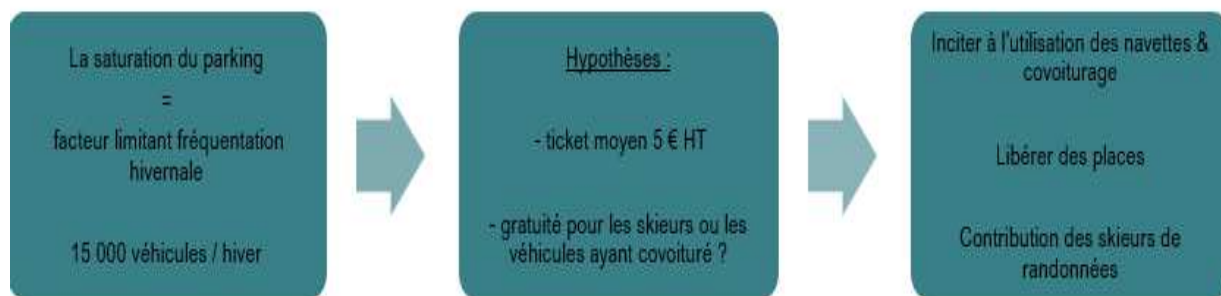 La saturation du parking
=
facteur limitant fréquentation
hivernale
15 000 véhicules / hiver
Hypothèses :
- ticket moyen 5 € HT
- gratuité pour les skieurs ou les
véhicules ayant covoituré ?
Inciter à l'utilisation des navettes &
covoiturage
Libérer des places
Contribution des skieurs de
randonnées